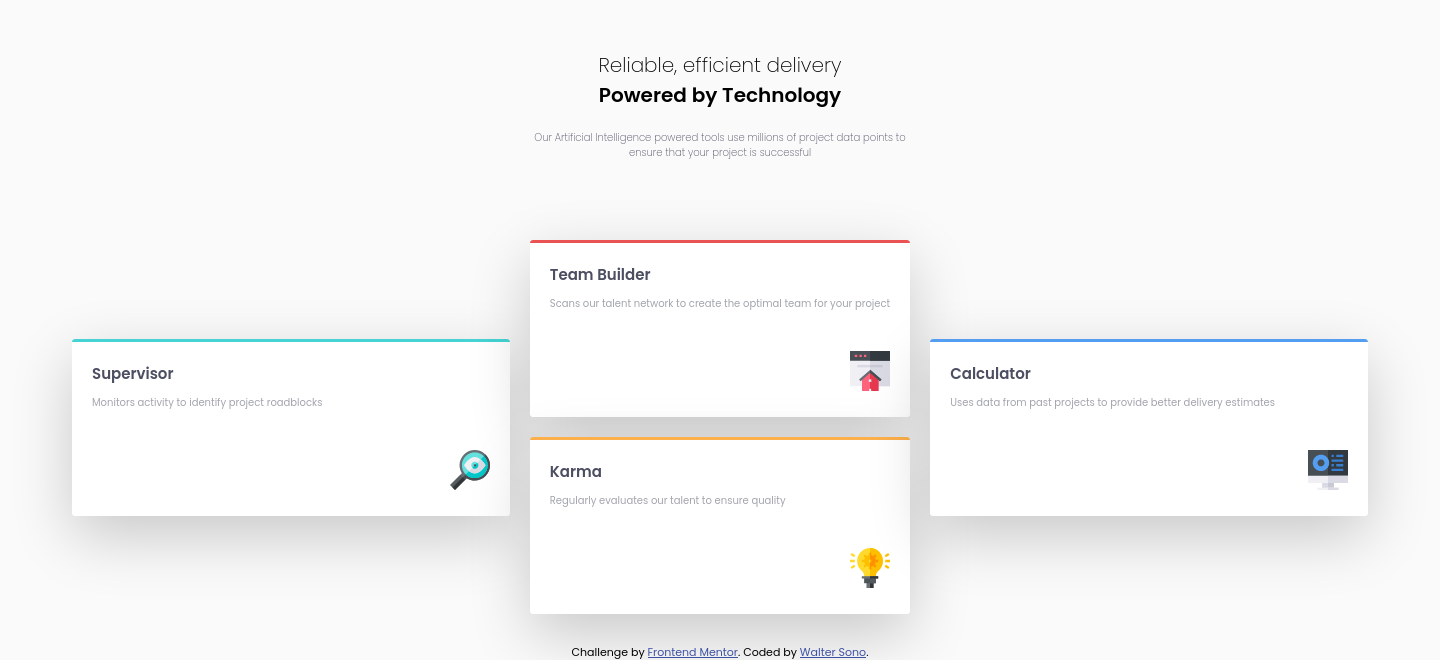 Reliable, efficient delivery
Powered by Technology
Our Artificial Intelligence powered tools use millions of project data points to
ensure that your project is successful
Team Builder
Scans our talent network to create the optimal team for your project
Supervisor
Monitors activity to identify project roadblocks
Calculator
Uses data from past projects to provide better delivery estimates
Karma
Regularly evaluates our talent to ensure quality
Challenge by Frontend Mentor. Coded by Walter Sono.